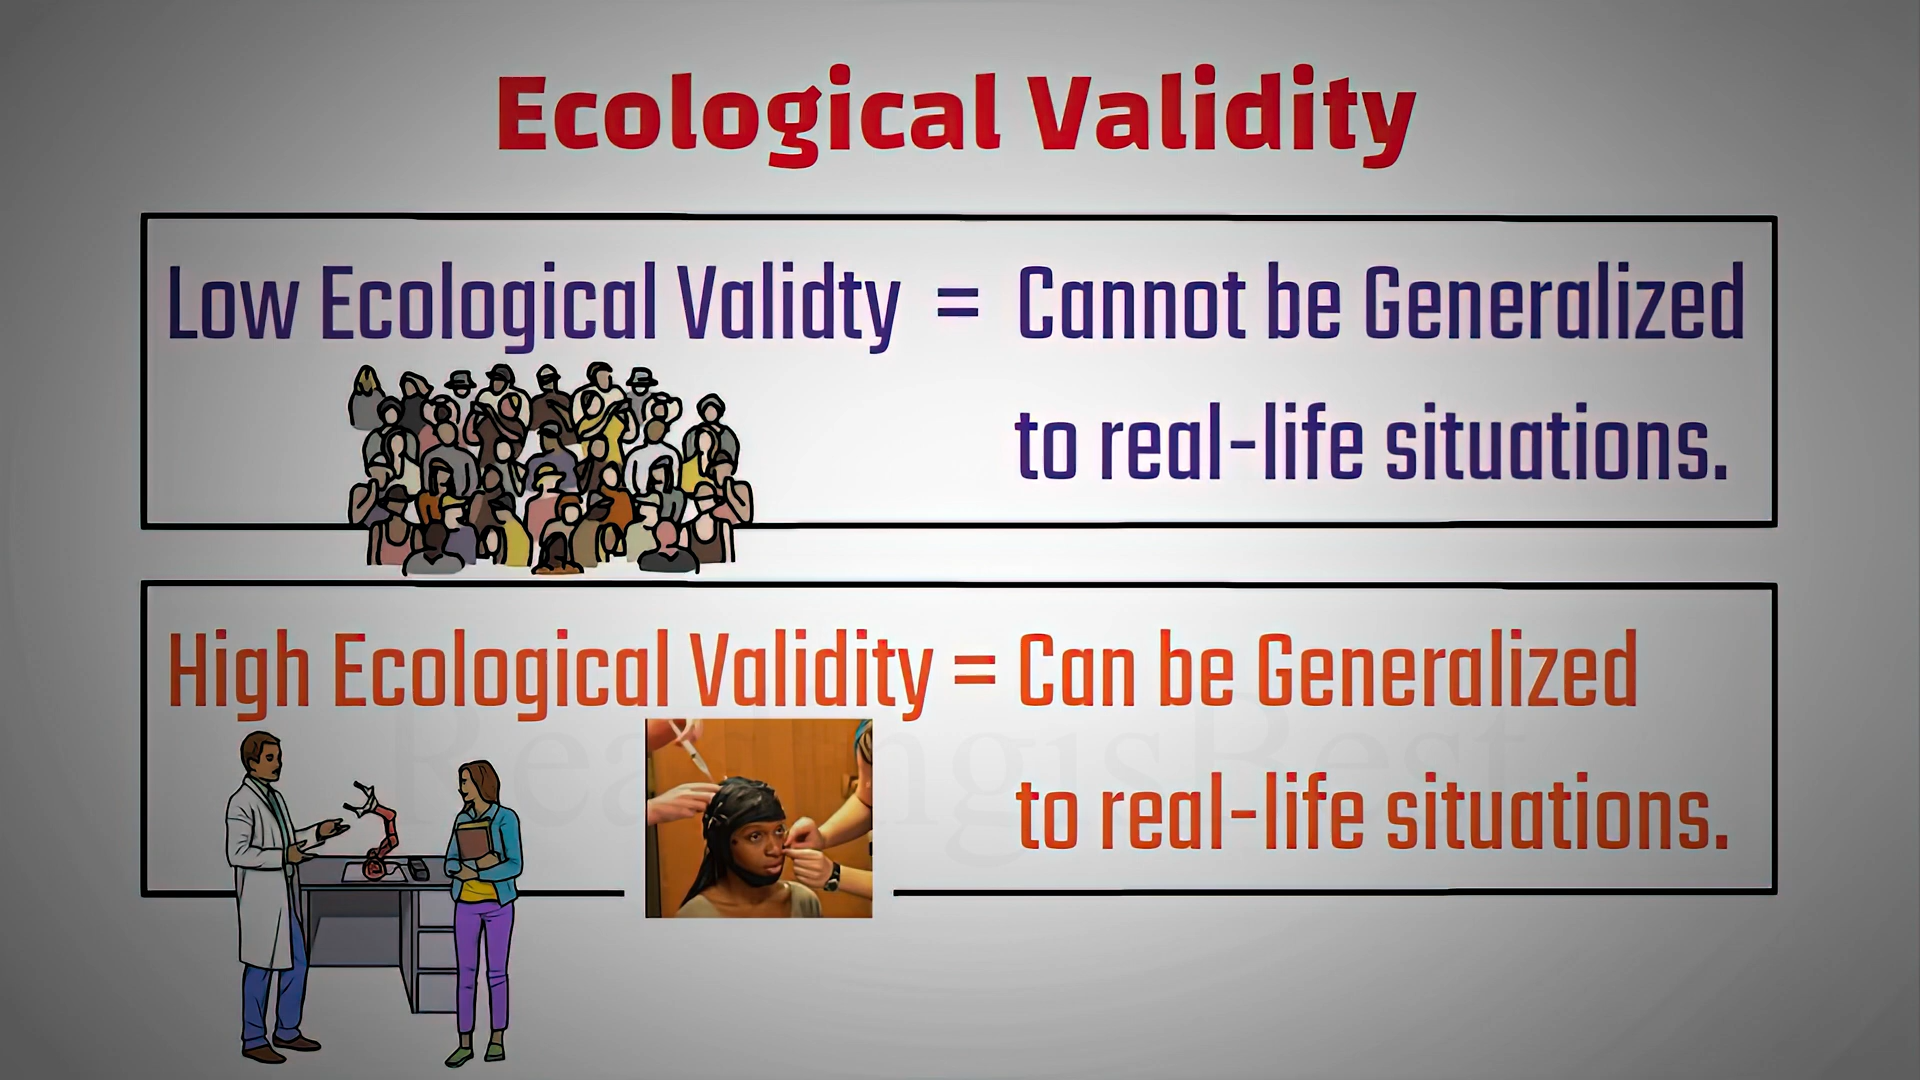 Ecological Validity
Low Ecological Validty = Cannot be Generalized
to real-life situations.
High Ecological Validity = Can be Generalized
to real-life situations.
ReadingisBest